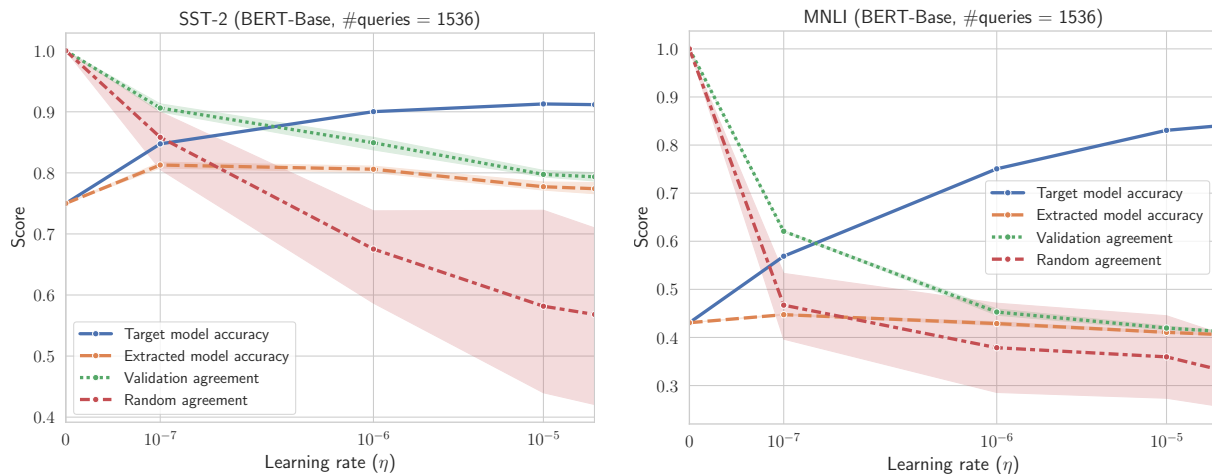 SST-2 (BERT-Base, #queries = 1536)
Score
1.0
0.9
0.8
0.7
0.6
0.5
0.4
Target model accuracy
Extracted model accuracy
Validation agreement
Random agreement
0 10⁻⁷ 10⁻⁶ 10⁻⁵
Learning rate (η)
MNLI (BERT-Base, #queries = 1536)
Score
1.0
0.9
0.8
0.7
0.6
0.5
0.4
0.3
Target model accuracy
Extracted model accuracy
Validation agreement
Random agreement
0 10⁻⁷ 10⁻⁶ 10⁻⁵
Learning rate (η)